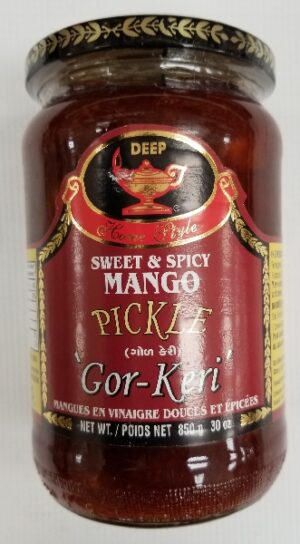 DEEP
Home Style
SWEET & SPICY
MANGO
PICKLE
(ગોળ કેરી)
'Gor-Keri'
MANGUES EN VINAIGRE DOUCES ET ÉPICÉES
NET WT. / POIDS NET 850 g 30 oz